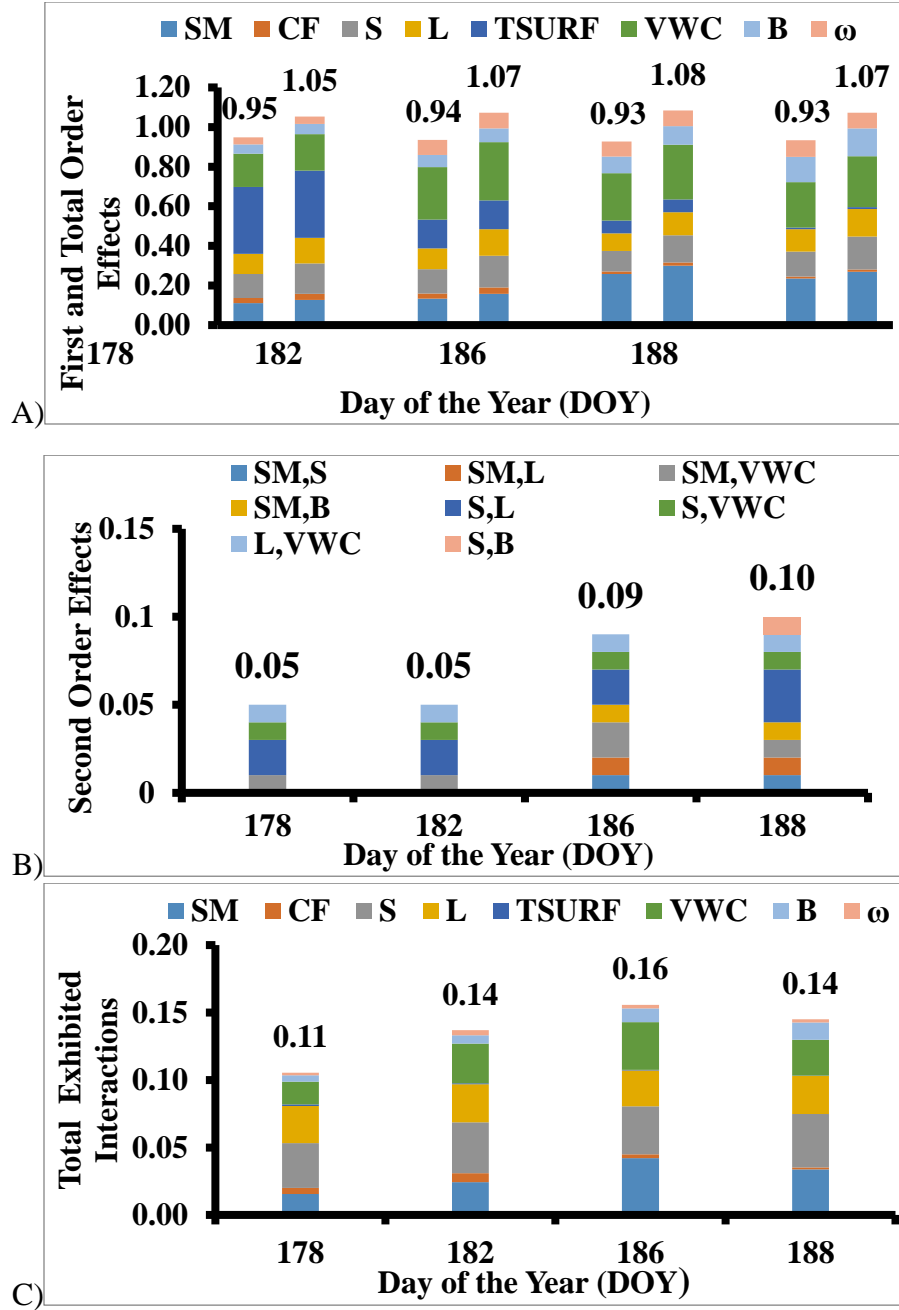 SM CF S L TSURF VWC B ω
1.05 1.07 1.08 1.07
0.95 0.94 0.93 0.93
1.20
1.00
0.80
0.60
0.40
0.20
0.00
First and Total Order
Effects
178 182 186 188
Day of the Year (DOY)
A)
SM,S SM,L SM,VWC
SM,B S,L S,VWC
L,VWC S,B
0.15
0.1
0.05
0
Second Order Effects
0.05 0.05 0.09 0.10
178 182 186 188
Day of the Year (DOY)
B)
SM CF S L TSURF VWC B ω
0.20
0.15
0.10
0.05
0.00
Total Exhibited
Interactions
0.11 0.14 0.16 0.14
178 182 186 188
Day of the Year (DOY)
C)